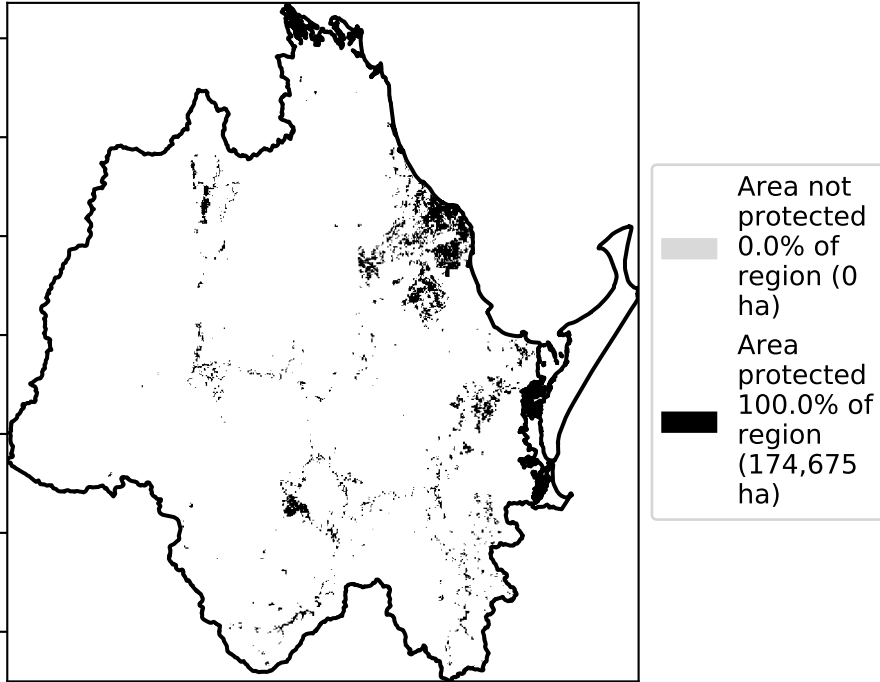 Area not
protected
0.0% of
region (0
ha)
Area
protected
100.0% of
region
(174,675
ha)